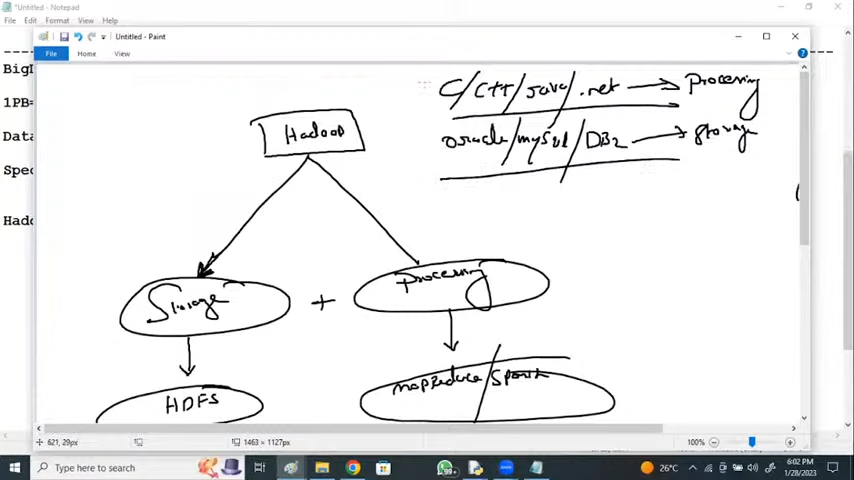 *Untitled - Notepad
File Edit Format View Help
Untitled - Paint
File Home View
BigD
1PB=
Data
Spec
Hado
C/C++/Java/.net → Processing
oracle/mySql/DB2 → storage
Hadoop
Storage + Processing
HDFS mapReduce/Spark
621, 29px 1463 × 1127px 100%
Type here to search
99+
26°C
6:02 PM
1/28/2023